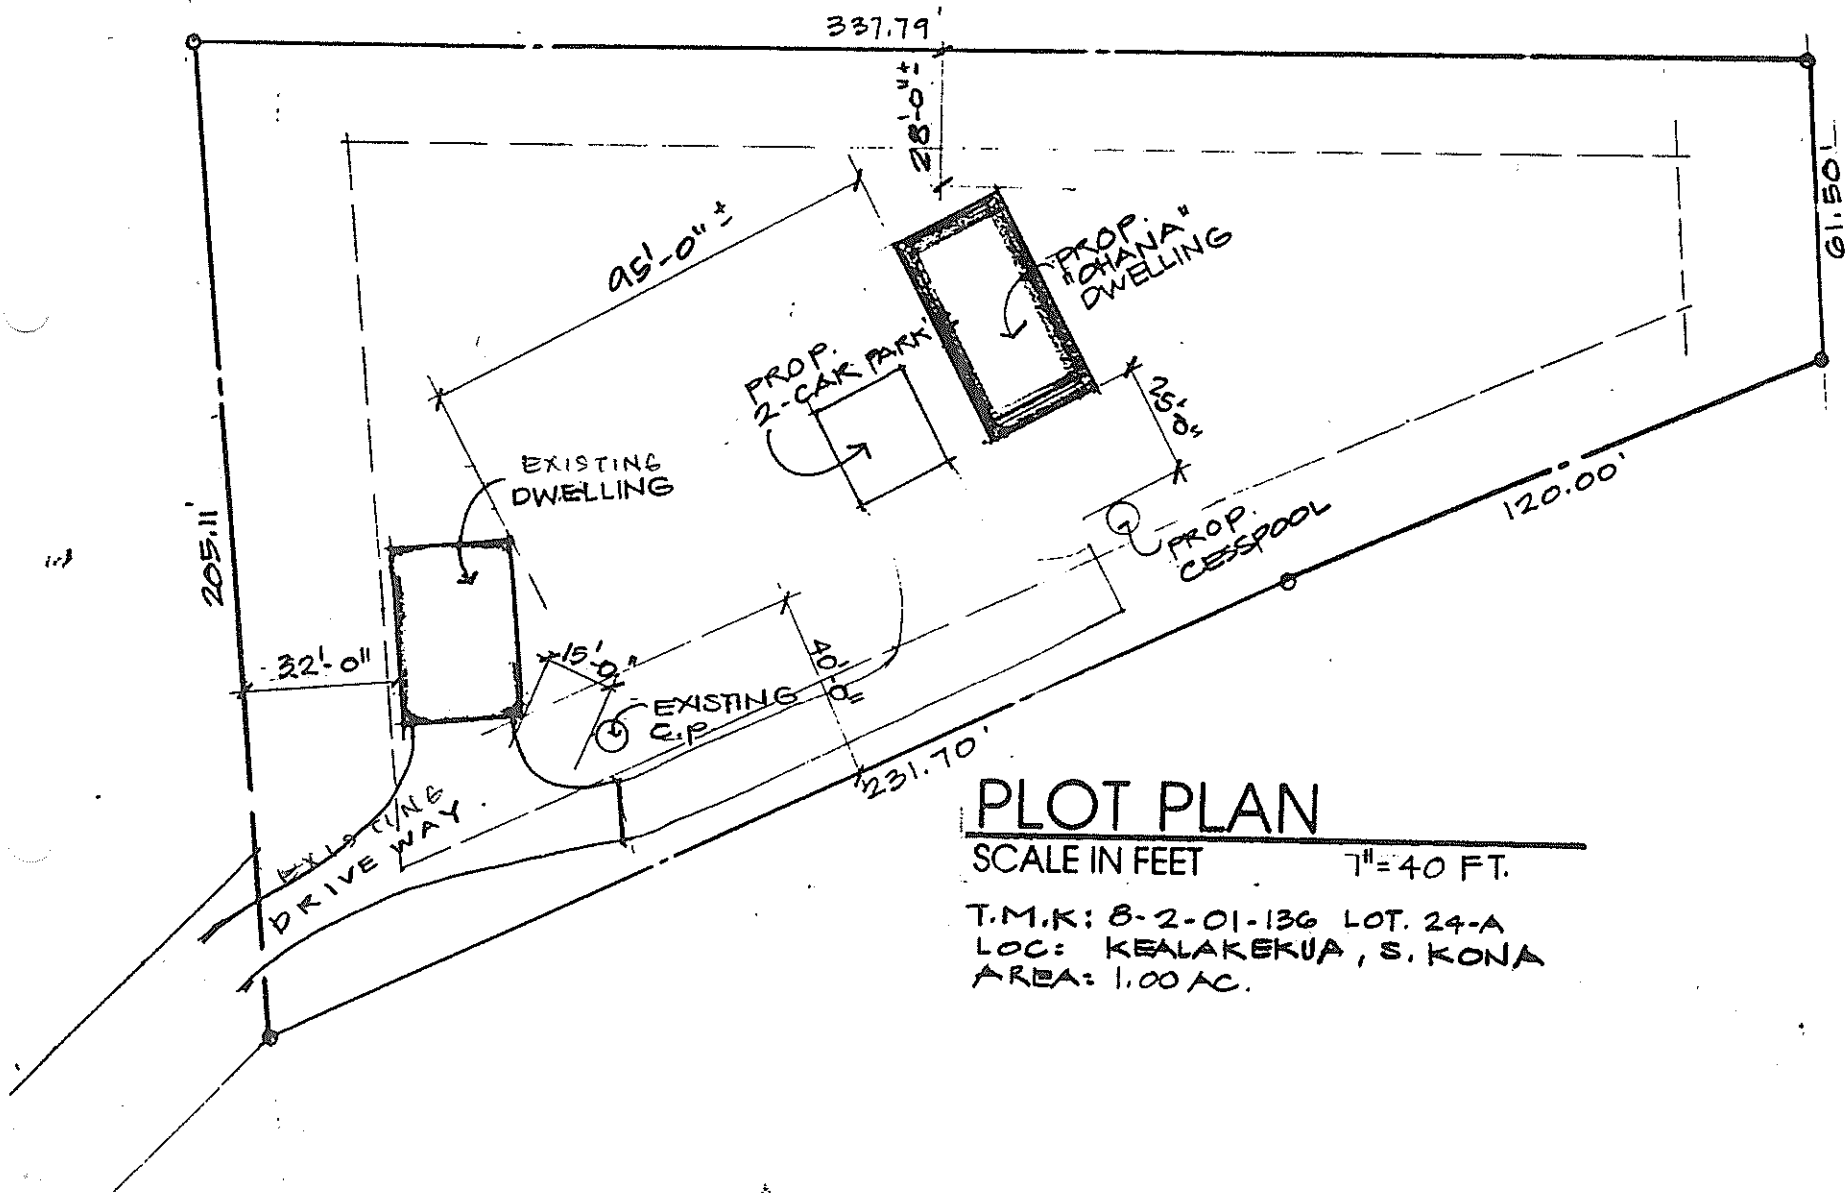 337.79'
28'-0"±
61.50'
95'-0" ±
PROP.
"OHANA"
DWELLING
PROP.
2-CAR PARK'
25'-0"
EXISTING
DWELLING
120.00'
205.11'
PROP.
CESSPOOL
32'-0"
15'-0"
40'-0"
EXISTING
C.P.
231.70'
EXISTING
DRIVEWAY
PLOT PLAN
SCALE IN FEET 1"=40 FT.
T.M.K: 8-2-01-136 LOT. 24-A
LOC: KEALAKEKUA, S. KONA
AREA: 1.00 AC.